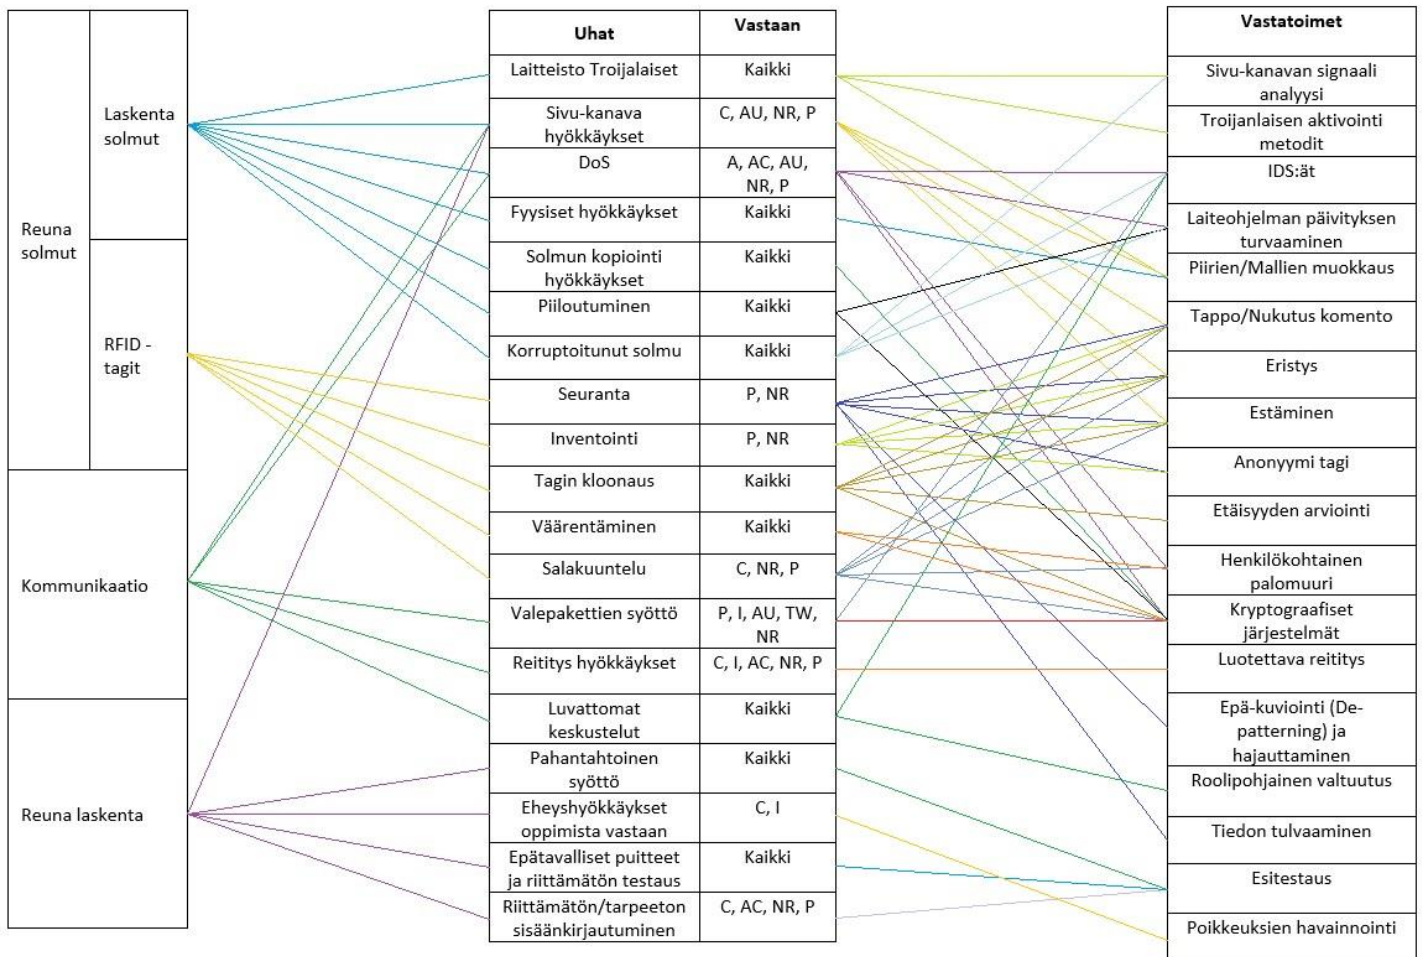 Reuna
solmut
Laskenta
solmut
RFID -
tagit
Kommunikaatio
Reuna laskenta
Uhat
Vastaan
Laitteisto Troijalaiset
Kaikki
Sivu-kanava
hyökkäykset
C, AU, NR, P
DoS
A, AC, AU,
NR, P
Fyysiset hyökkäykset
Kaikki
Solmun kopiointi
hyökkäykset
Kaikki
Piiloutuminen
Kaikki
Korruptoitunut solmu
Kaikki
Seuranta
P, NR
Inventointi
P, NR
Tagin kloonaus
Kaikki
Väärentäminen
Kaikki
Salakuuntelu
C, NR, P
Valepakettien syöttö
P, I, AU, TW,
NR
Reititys hyökkäykset
C, I, AC, NR, P
Luvattomat
keskustelut
Kaikki
Pahantahtoinen
syöttö
Kaikki
Eheyshyökkäykset
oppimista vastaan
C, I
Epätavalliset puitteet
ja riittämätön testaus
Kaikki
Riittämätön/tarpeeton
sisäänkirjautuminen
C, AC, NR, P
Vastatoimet
Sivu-kanavan signaali
analyysi
Troijanlaisen aktivointi
metodit
IDS:ät
Laiteohjelman päivityksen
turvaaminen
Piirien/Mallien muokkaus
Tappo/Nukutus komento
Eristys
Estäminen
Anonyymi tagi
Etäisyyden arviointi
Henkilökohtainen
palomuuri
Kryptograafiset
järjestelmät
Luotettava reititys
Epä-kuviointi (De-
patterning) ja
hajauttaminen
Roolipohjainen valtuutus
Tiedon tulvaaminen
Esitestaus
Poikkeuksien havainnointi